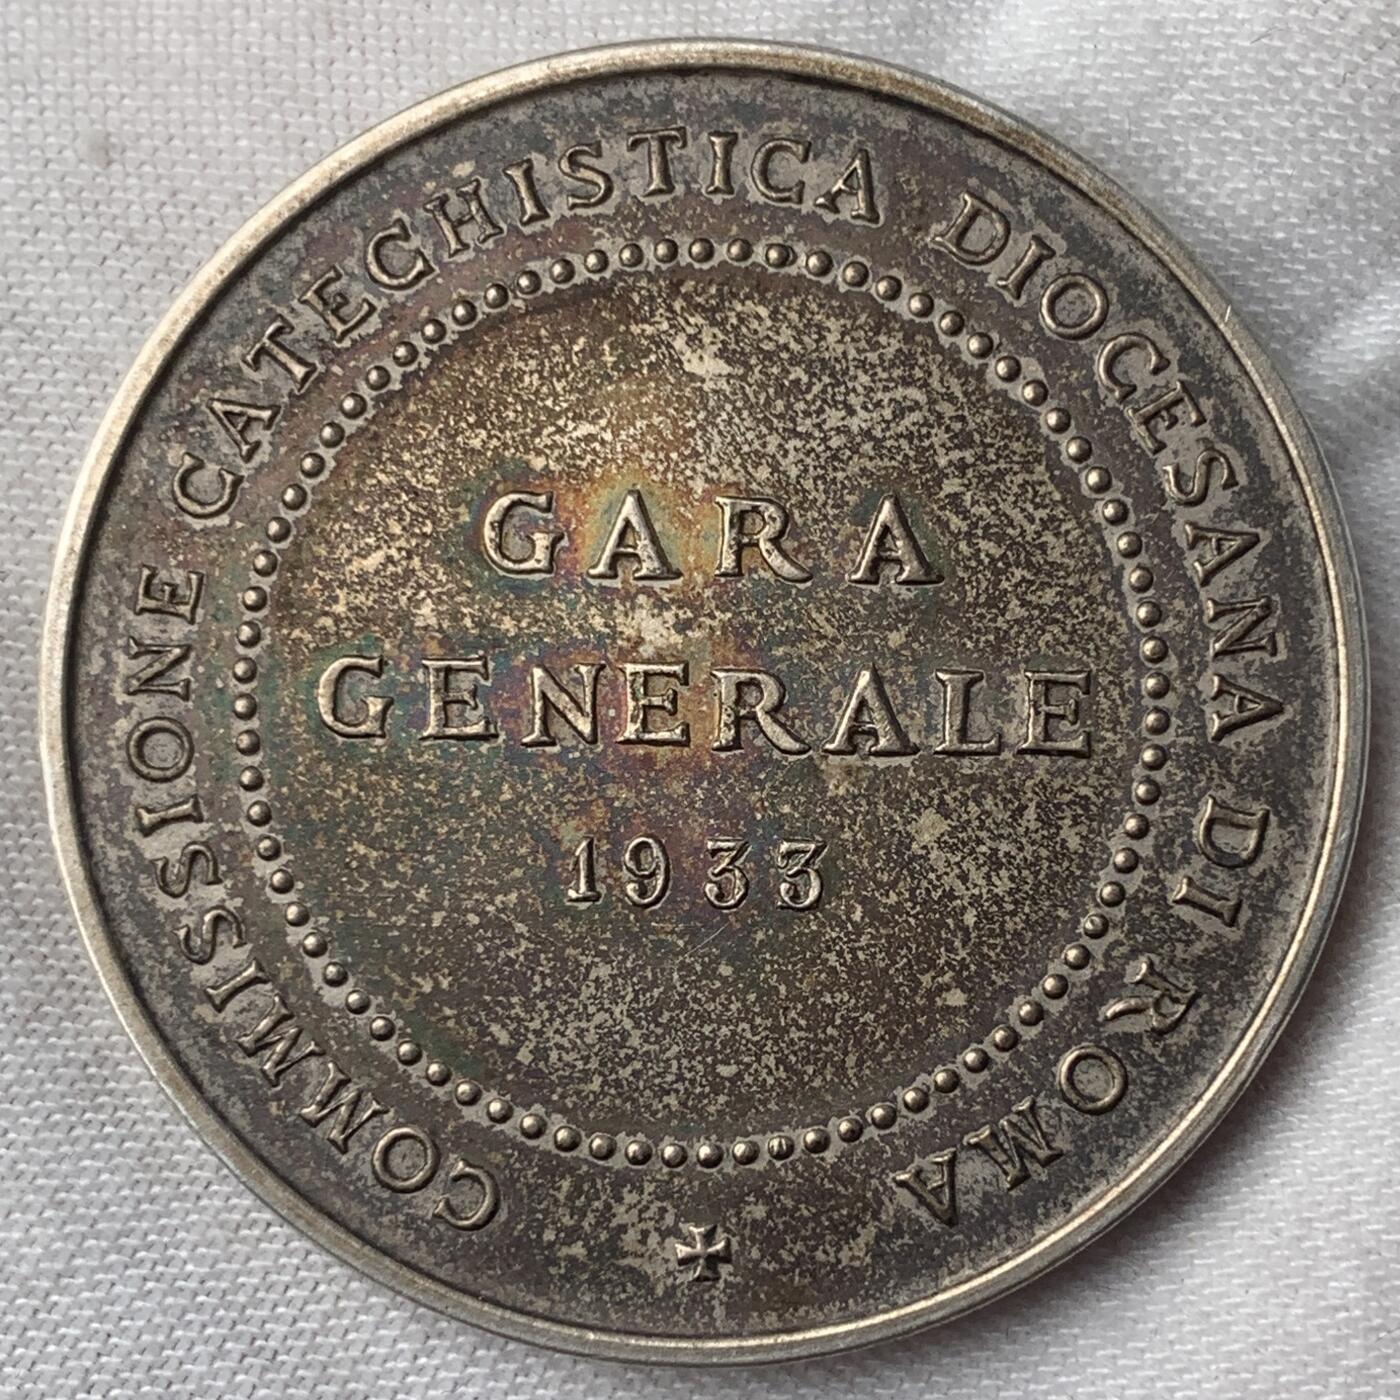 COMMISSIONE CATECHISTICA DIOCESANA DI ROMA
GARA
GENERALE
1933